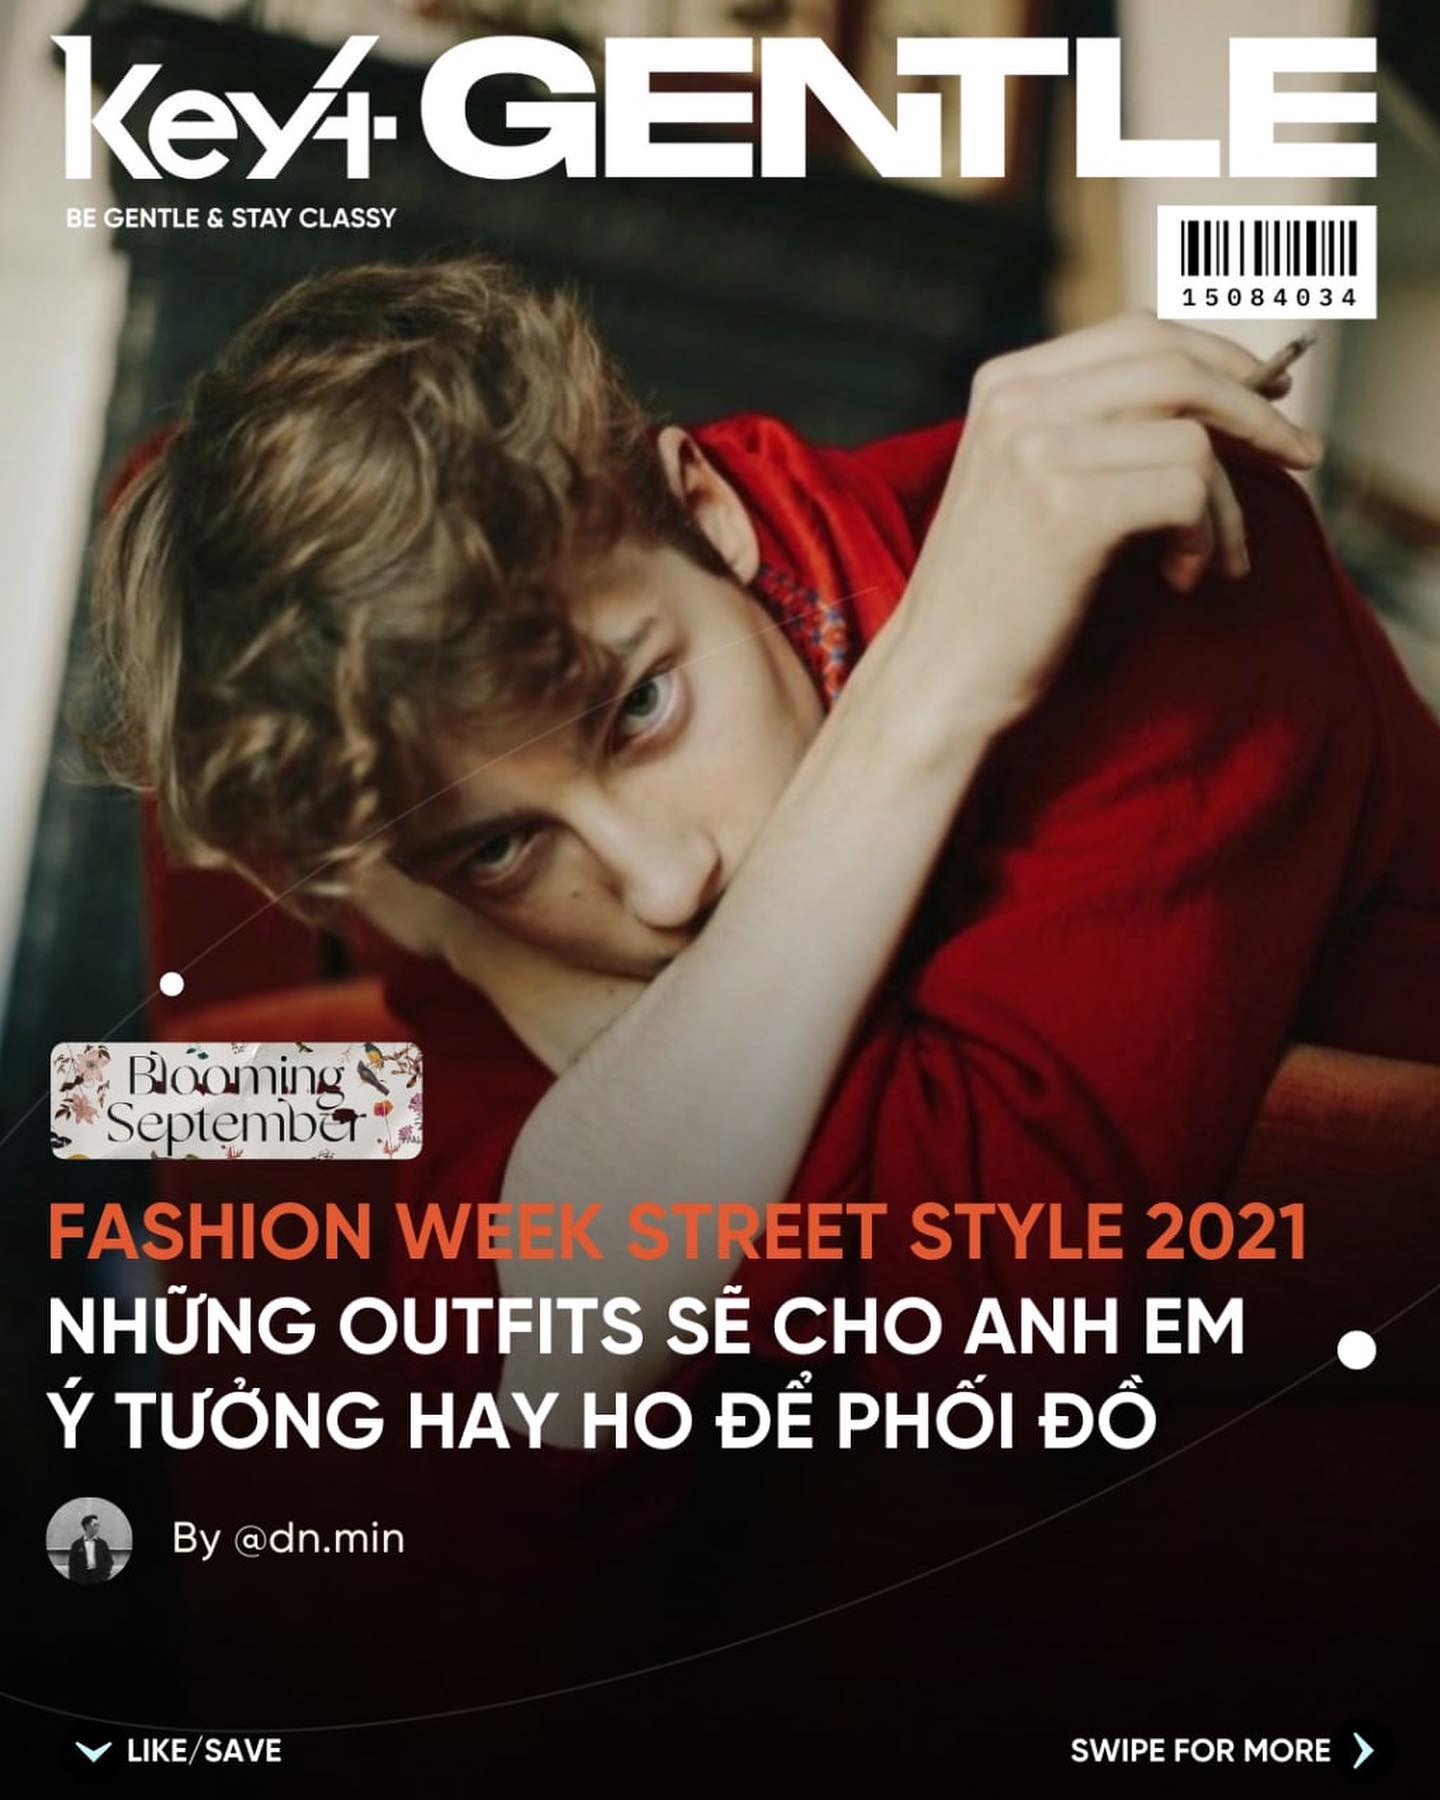 Key4 GENTLE
BE GENTLE & STAY CLASSY
15084034
Blooming
September
FASHION WEEK STREET STYLE 2021
NHỮNG OUTFITS SẼ CHO ANH EM
Ý TƯỞNG HAY HO ĐỂ PHỐI ĐỒ
By @dn.min
LIKE/SAVE
SWIPE FOR MORE